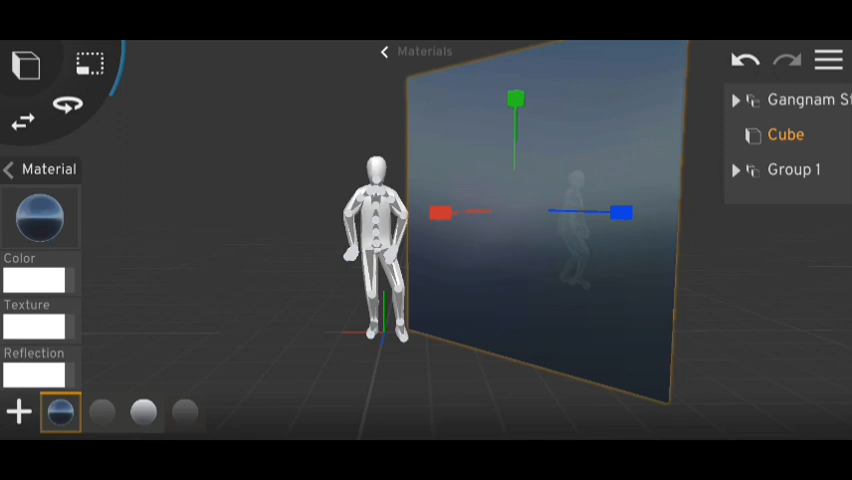 Materials
Gangnam St
Cube
Group 1
Material
Color
Texture
Reflection